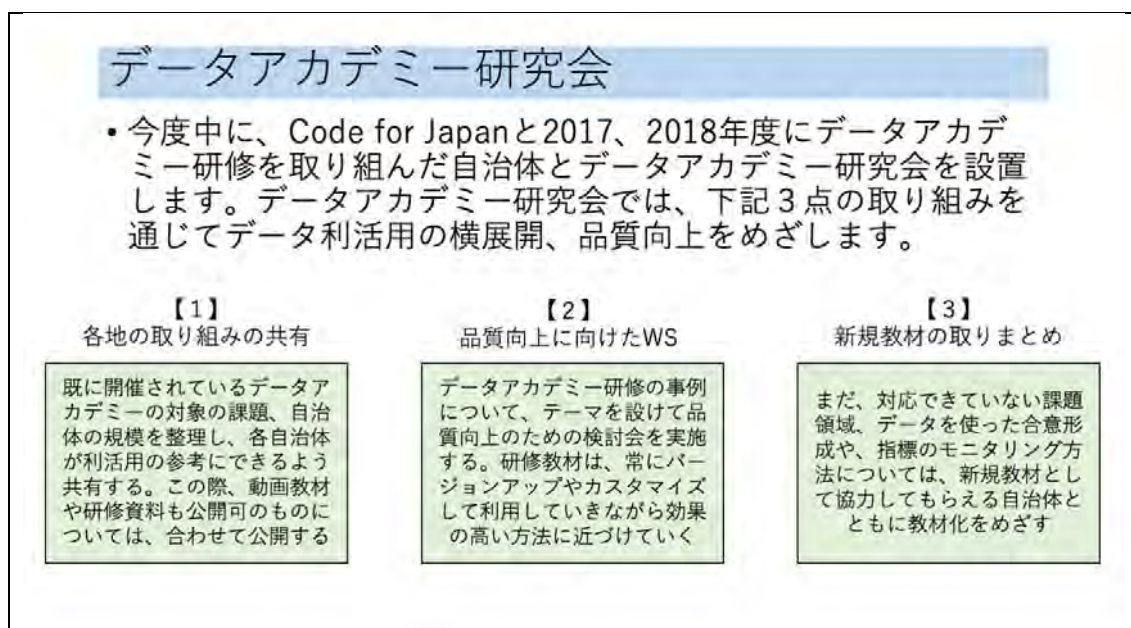 データアカデミー研究会
• 今度中に、Code for Japanと2017、2018年度にデータアカデ
ミー研修を取り組んだ自治体とデータアカデミー研究会を設置
します。データアカデミー研究会では、下記３点の取り組みを
通じてデータ利活用の横展開、品質向上をめざします。
【1】
各地の取り組みの共有
既に開催されているデータア
カデミーの対象の課題、自治
体の規模を整理し、各自治体
が利活用の参考にできるよう
共有する。この際、動画教材
や研修資料も公開可のものに
ついては、合わせて公開する
【2】
品質向上に向けたWS
データアカデミー研修の事例
について、テーマを設けて品
質向上のための検討会を実施
する。研修教材は、常にバー
ジョンアップやカスタマイズ
して利用していきながら効果
の高い方法に近づけていく
【3】
新規教材の取りまとめ
まだ、対応できていない課題
領域、データを使った合意形
成や、指標のモニタリング方
法については、新規教材とし
て協力してもらえる自治体と
ともに教材化をめざす